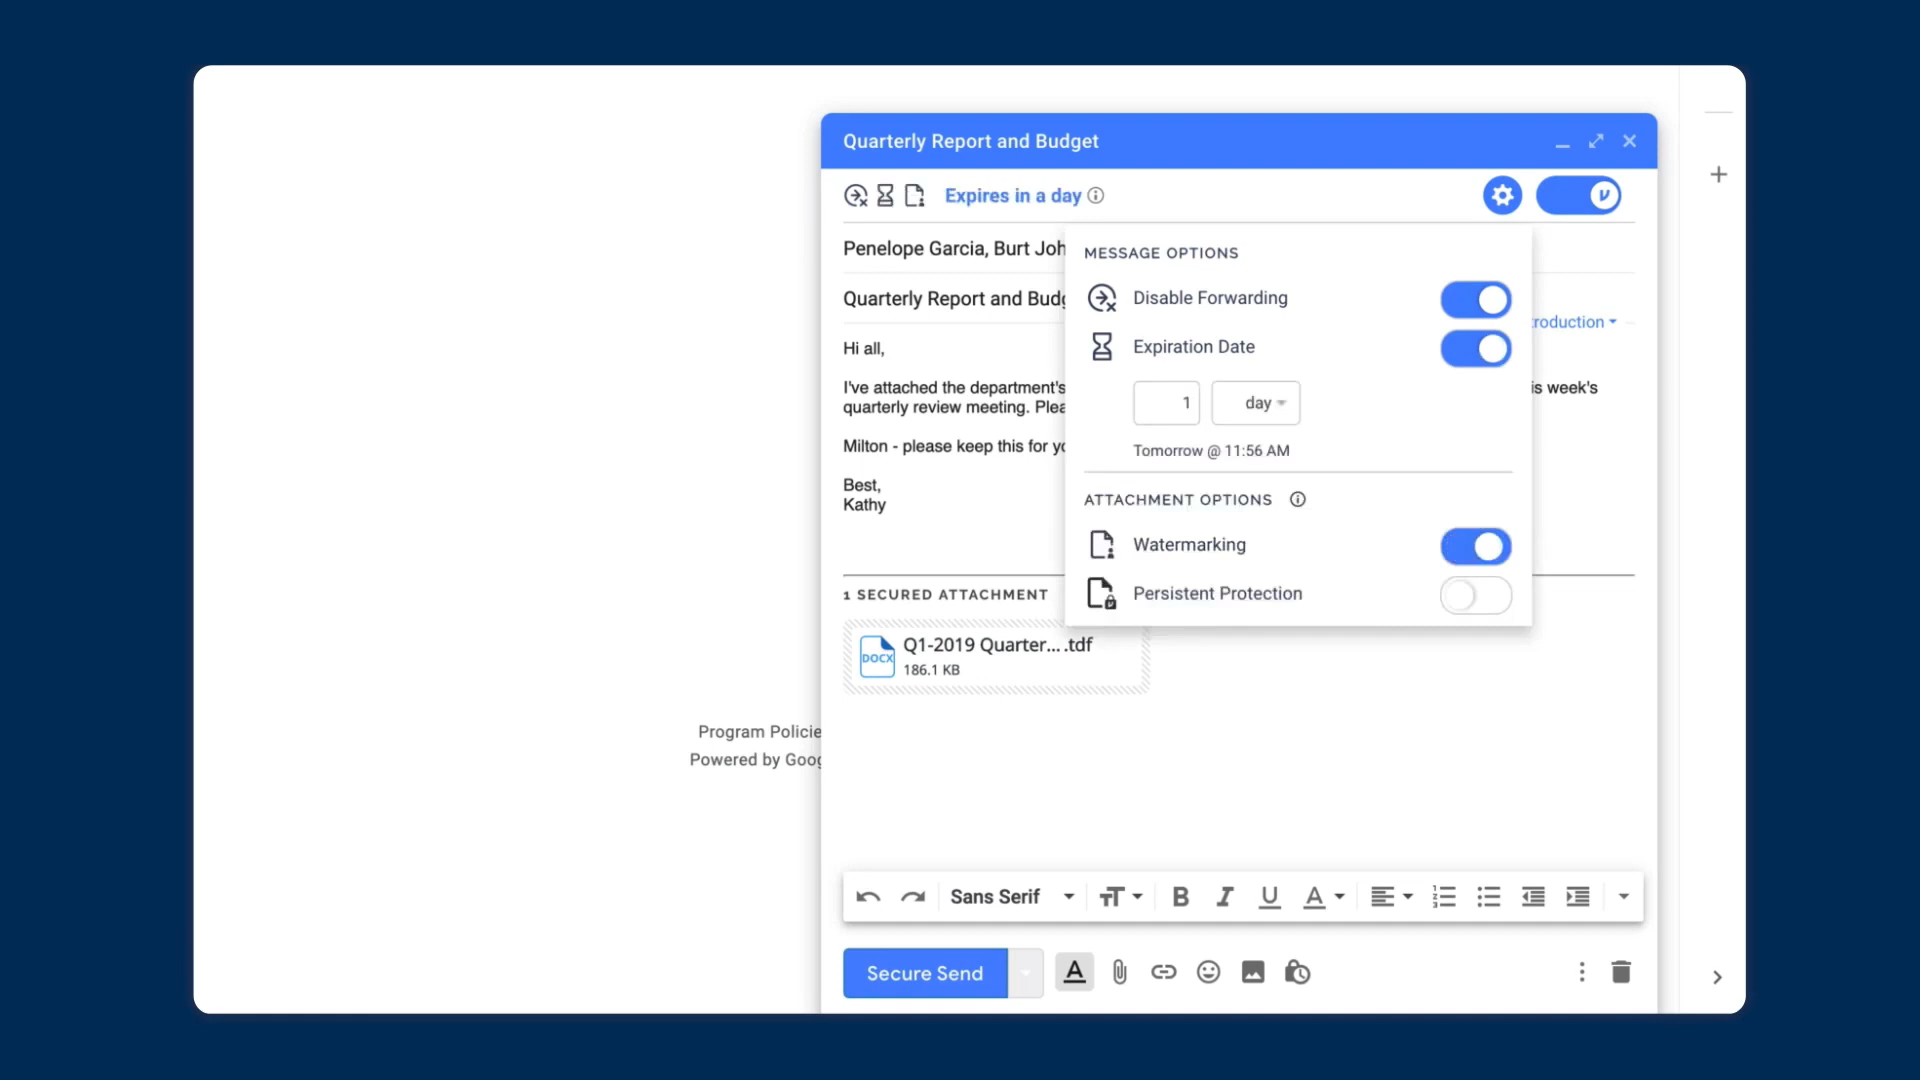 Quarterly Report and Budget
Expires in a day
Penelope Garcia, Burt Joh
MESSAGE OPTIONS
Disable Forwarding
Quarterly Report and Budg
troduction
Expiration Date
Hi all,
I've attached the department's is week's
1 day
quarterly review meeting. Plea
Milton - please keep this for yo
Tomorrow @ 11:56 AM
Best,
Kathy
ATTACHMENT OPTIONS
Watermarking
Persistent Protection
1 SECURED ATTACHMENT
DOCX
Q1-2019 Quarter... .tdf
186.1 KB
Program Policie
Powered by Goog
Sans Serif
Secure Send